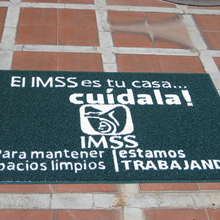 El IMSS es tu casa...
cuídala!
IMSS
Para mantener
pacios limpios
estamos
TRABAJAND